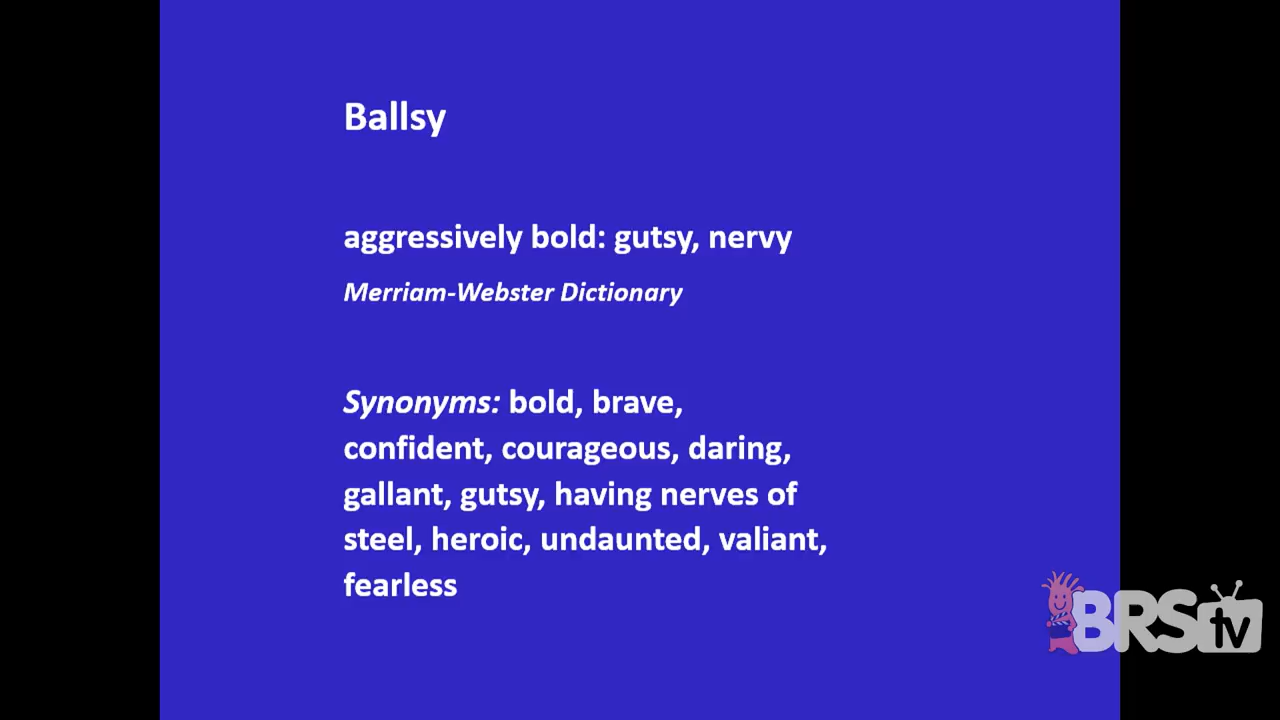 Ballsy
aggressively bold: gutsy, nervy
Merriam-Webster Dictionary
Synonyms: bold, brave,
confident, courageous, daring,
gallant, gutsy, having nerves of
steel, heroic, undaunted, valiant,
fearless
BRStv